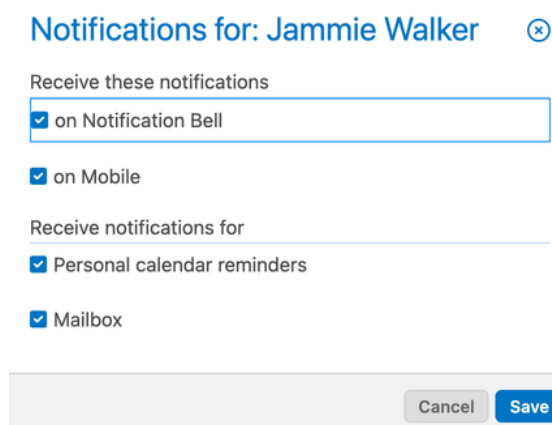 Notifications for: Jammie Walker
Receive these notifications
on Notification Bell
on Mobile
Receive notifications for
Personal calendar reminders
Mailbox
Cancel Save